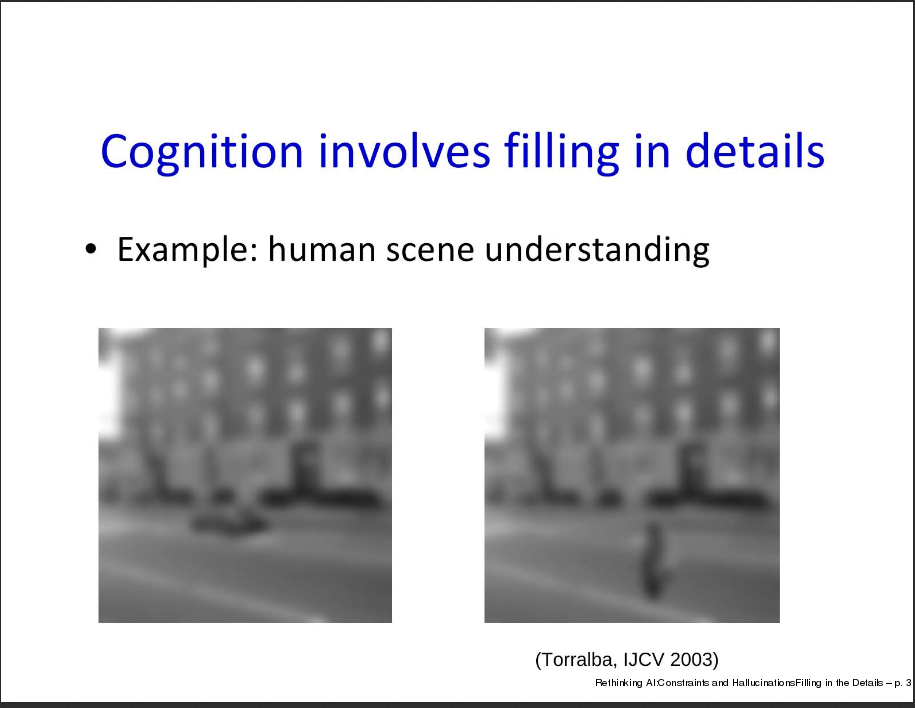 Cognition involves filling in details
• Example: human scene understanding
(Torralba, IJCV 2003)
Rethinking AI:Constraints and HallucinationsFilling in the Details – p. 3